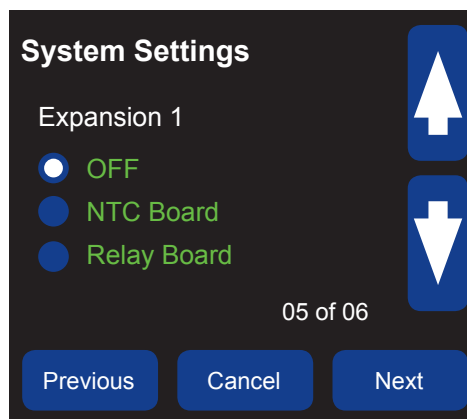 System Settings
Expansion 1
OFF
NTC Board
Relay Board
05 of 06
Previous Cancel Next